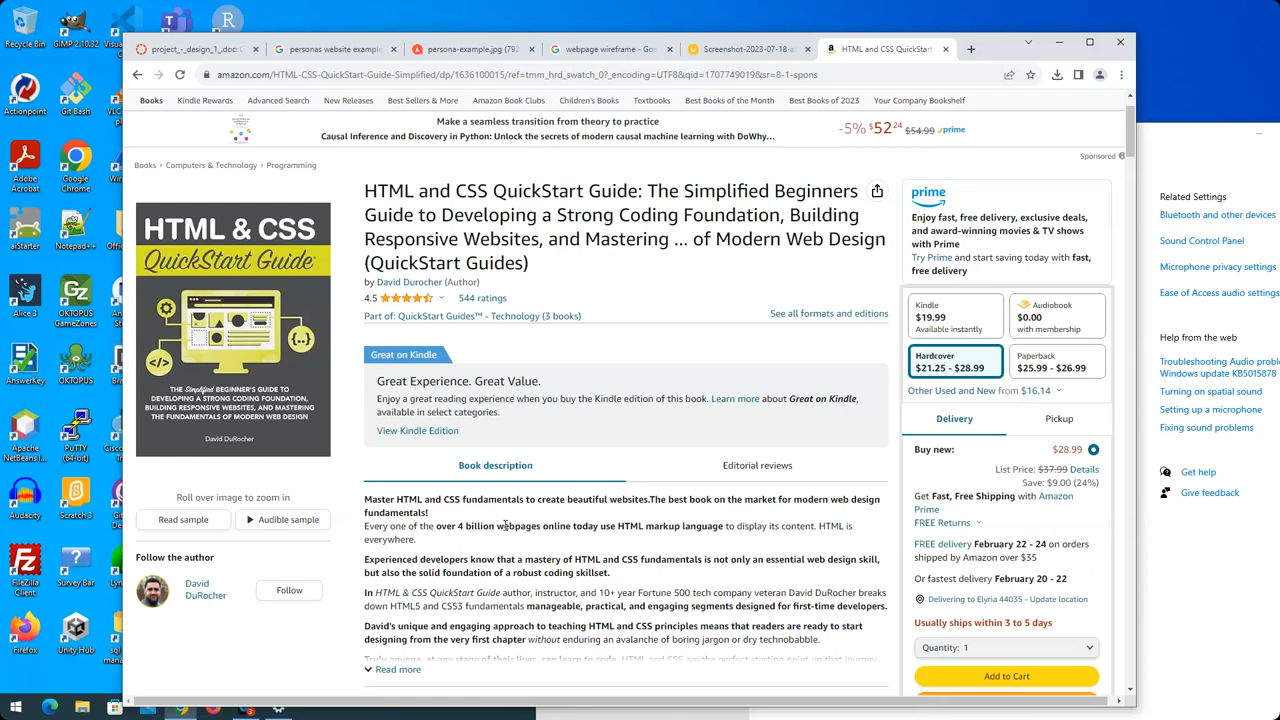 Recycle Bin
GIMP 2.10.32
project_-_design_1_.doc: C
personas website example
persona-example.jpg (792
webpage wireframe - Goo
Screenshot-2023-07-18-a
HTML and CSS QuickStart
amazon.com/HTML-CSS-QuickStart-Guide-Simplified/dp/1636100015/ref=tmm_hrd_swatch_0?_encoding=UTF8&qid=1707749019&sr=8-1-spons
Books Kindle Rewards Advanced Search New Releases Best Sellers & More Amazon Book Clubs Children's Books Textbooks Best Books of the Month Best Books of 2023 Your Company Bookshelf
Make a seamless transition from theory to practice
Causal Inference and Discovery in Python: Unlock the secrets of modern causal machine learning with DoWhy...
-5% $52 24 $54.99 prime
Sponsored
Books › Computers & Technology › Programming
HTML & CSS
QuickStart Guide
THE Simplified BEGINNER'S GUIDE TO
DEVELOPING A STRONG CODING FOUNDATION,
BUILDING RESPONSIVE WEBSITES, AND MASTERING
THE FUNDAMENTALS OF MODERN WEB DESIGN
David DuRocher
Roll over image to zoom in
Read sample
Audible sample
Follow the author
David
DuRocher
Follow
HTML and CSS QuickStart Guide: The Simplified Beginners
Guide to Developing a Strong Coding Foundation, Building
Responsive Websites, and Mastering ... of Modern Web Design
(QuickStart Guides)
by David Durocher (Author)
4.5 544 ratings
Part of: QuickStart Guides™ - Technology (3 books)
See all formats and editions
Great on Kindle
Great Experience. Great Value.
Enjoy a great reading experience when you buy the Kindle edition of this book. Learn more about Great on Kindle,
available in select categories.
View Kindle Edition
Book description
Editorial reviews
Master HTML and CSS fundamentals to create beautiful websites.The best book on the market for modern web design
fundamentals!
Every one of the over 4 billion webpages online today use HTML markup language to display its content. HTML is
everywhere.
Experienced developers know that a mastery of HTML and CSS fundamentals is not only an essential web design skill,
but also the solid foundation of a robust coding skillset.
In HTML & CSS QuickStart Guide author, instructor, and 10+ year Fortune 500 tech company veteran David DuRocher breaks
down HTML5 and CSS3 fundamentals manageable, practical, and engaging segments designed for first-time developers.
David's unique and engaging approach to teaching HTML and CSS principles means that readers are ready to start
designing from the very first chapter without enduring an avalanche of boring jargon or dry technobabble.
Truly anyone, at any stage of their lives, can learn to code. HTML and CSS are the perfect starting point on that journey-
Read more
prime
Enjoy fast, free delivery, exclusive deals,
and award-winning movies & TV shows
with Prime
Try Prime and start saving today with fast,
free delivery
Kindle
$19.99
Available instantly
Audiobook
$0.00
with membership
Hardcover
$21.25 - $28.99
Paperback
$25.99 - $26.99
Other Used and New from $16.14
Delivery
Pickup
Buy new: $28.99
List Price: $37.99 Details
Save: $9.00 (24%)
Get Fast, Free Shipping with Amazon
Prime
FREE Returns
FREE delivery February 22 - 24 on orders
shipped by Amazon over $35
Or fastest delivery February 20 - 22
Delivering to Elyria 44035 - Update location
Usually ships within 3 to 5 days
Quantity: 1
Add to Cart
Related Settings
Bluetooth and other devices
Sound Control Panel
Microphone privacy settings
Ease of Access audio settings
Help from the web
Troubleshooting Audio probl
Windows update KB5015878
Turning on spatial sound
Setting up a microphone
Fixing sound problems
Get help
Give feedback
Actionpoint
Git Bash
Adobe
Acrobat
Google
Chrome
aiStarter
Notepad++
Alice 3
OKTOPUS
GameZones
AnswerKey
OKTOPUS
Apache
NetBeans I...
PuTTY
(64-bit)
Audacity
Scratch 3
FileZilla
Client
Survey Bar
Firefox
Unity Hub